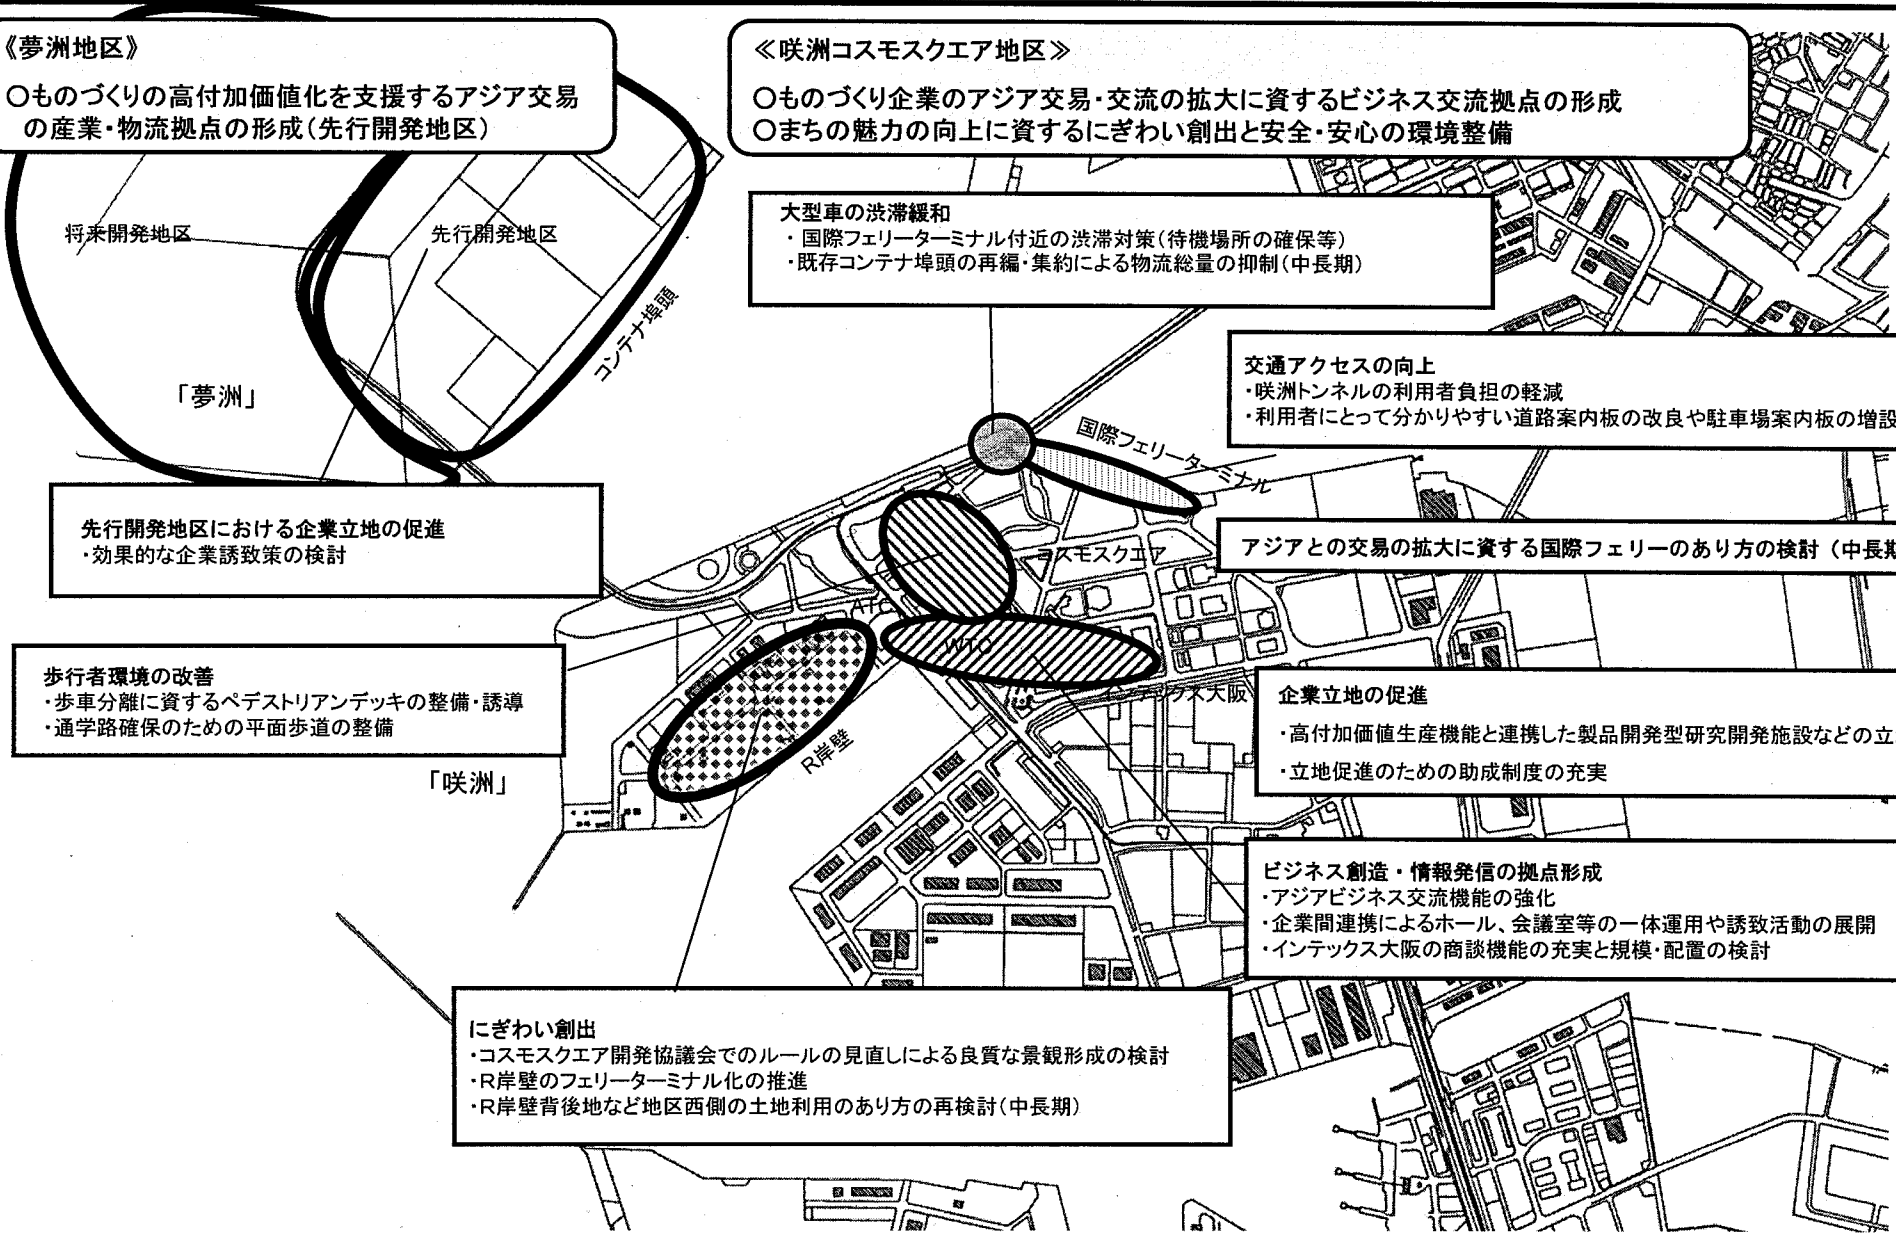 《夢洲地区》
○ものづくりの高付加価値化を支援するアジア交易
の産業・物流拠点の形成(先行開発地区)
≪咲洲コスモスクエア地区≫
○ものづくり企業のアジア交易・交流の拡大に資するビジネス交流拠点の形成
○まちの魅力の向上に資するにぎわい創出と安全・安心の環境整備
大型車の渋滞緩和
・国際フェリーターミナル付近の渋滞対策(待機場所の確保等)
・既存コンテナ埠頭の再編・集約による物流総量の抑制(中長期)
将来開発地区
先行開発地区
コンテナ埠頭
「夢洲」
交通アクセスの向上
・咲洲トンネルの利用者負担の軽減
・利用者にとって分かりやすい道路案内板の改良や駐車場案内板の増設
国際フェリーターミナル
先行開発地区における企業立地の促進
・効果的な企業誘致策の検討
アジアとの交易の拡大に資する国際フェリーのあり方の検討(中長期
コスモスクエア
ATC
WTC
歩行者環境の改善
・歩車分離に資するペデストリアンデッキの整備・誘導
・通学路確保のための平面歩道の整備
インテックス大阪
企業立地の促進
・高付加価値生産機能と連携した製品開発型研究開発施設などの立
・立地促進のための助成制度の充実
R岸壁
「咲洲」
ビジネス創造・情報発信の拠点形成
・アジアビジネス交流機能の強化
・企業間連携によるホール、会議室等の一体運用や誘致活動の展開
・インテックス大阪の商談機能の充実と規模・配置の検討
にぎわい創出
・コスモスクエア開発協議会でのルールの見直しによる良質な景観形成の検討
・R岸壁のフェリーターミナル化の推進
・R岸壁背後地など地区西側の土地利用のあり方の再検討(中長期)